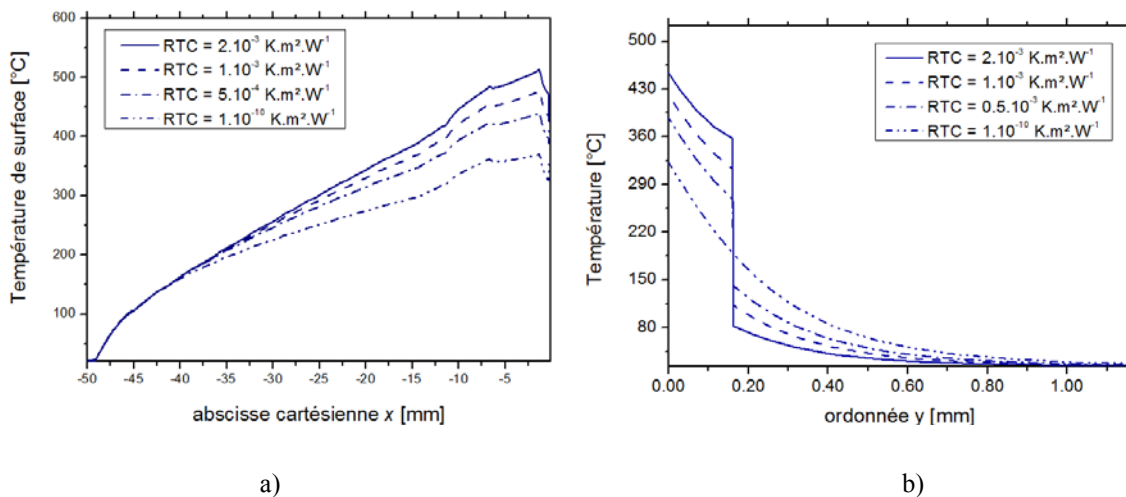 600
500
400
300
200
100
Température de surface [°C]
RTC = 2.10⁻³ K.m².W⁻¹
RTC = 1.10⁻³ K.m².W⁻¹
RTC = 5.10⁻⁴ K.m².W⁻¹
RTC = 1.10⁻¹⁰ K.m².W⁻¹
-50 -45 -40 -35 -30 -25 -20 -15 -10 -5
abscisse cartésienne x [mm]
a)
500
430
360
290
220
150
80
Température [°C]
RTC = 2.10⁻³ K.m².W⁻¹
RTC = 1.10⁻³ K.m².W⁻¹
RTC = 0.5.10⁻³ K.m².W⁻¹
RTC = 1.10⁻¹⁰ K.m².W⁻¹
0.00 0.20 0.40 0.60 0.80 1.00
ordonnée y [mm]
b)